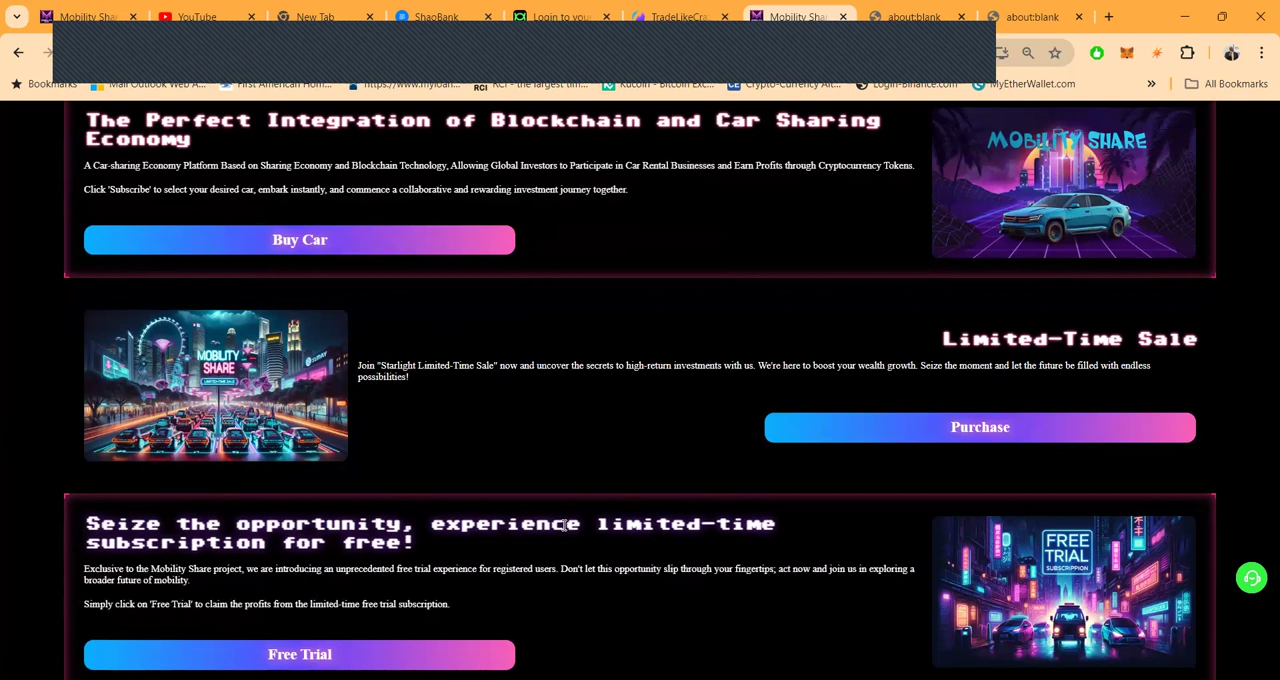 Mobility Sha
YouTube
New Tab
ShaoBank
Login to you
TradeLikeCra
Mobility Sha
about:blank
about:blank
Bookmarks
Mail Outlook Web A...
First American Hom...
https://www.myloan...
RCI
RCI - the largest tim...
KuCoin - Bitcoin Exc...
Crypto-Currency Alt...
Login-Binance...
MyEtherWallet.com
All Bookmarks
The Perfect Integration of Blockchain and Car Sharing
Economy
A Car-sharing Economy Platform Based on Sharing Economy and Blockchain Technology, Allowing Global Investors to Participate in Car Rental Businesses and Earn Profits through Cryptocurrency Tokens.
Click 'Subscribe' to select your desired car, embark instantly, and commence a collaborative and rewarding investment journey together.
Buy Car
MOBILITY SHARE
MOBILITY
SHARE
LIMITED-TIME SALE
Limited-Time Sale
Join "Starlight Limited-Time Sale" now and uncover the secrets to high-return investments with us. We're here to boost your wealth growth. Seize the moment and let the future be filled with endless
possibilities!
Purchase
Seize the opportunity, experience limited-time
subscription for free!
Exclusive to the Mobility Share project, we are introducing an unprecedented free trial experience for registered users. Don't let this opportunity slip through your fingertips; act now and join us in exploring a
broader future of mobility.
Simply click on 'Free Trial' to claim the profits from the limited-time free trial subscription.
Free Trial
FREE
TRIAL
SUBSCRIPPTION